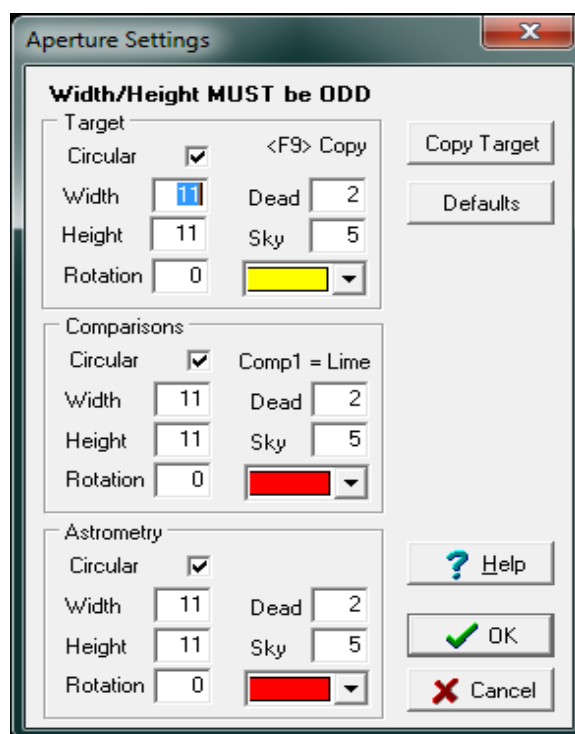 Aperture Settings
Width/Height MUST be ODD
Target
Circular <F9> Copy
Width 11 Dead 2
Height 11 Sky 5
Rotation 0
Copy Target
Defaults
Comparisons
Circular Comp1 = Lime
Width 11 Dead 2
Height 11 Sky 5
Rotation 0
Astrometry
Circular
Width 11 Dead 2
Height 11 Sky 5
Rotation 0
? Help
OK
Cancel